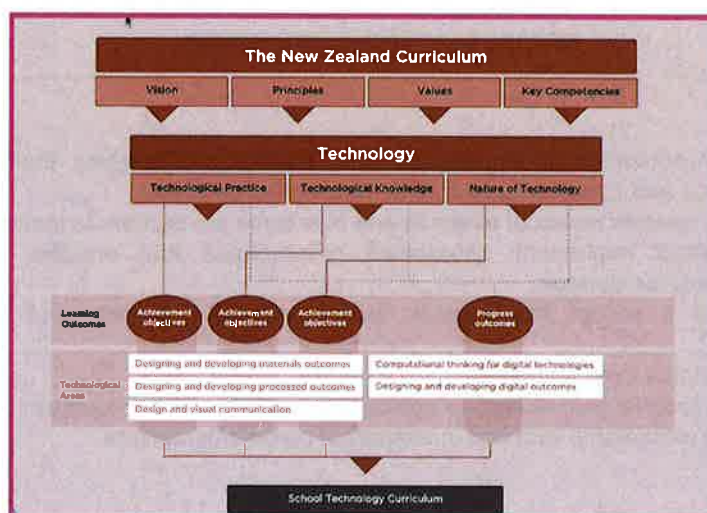 The New Zealand Curriculum
Vision
Principles
Values
Key Competencies
Technology
Technological Practice
Technological Knowledge
Nature of Technology
Learning
Outcomes
Achievement
objectives
Achievement
objectives
Achievement
objectives
Progress
outcomes
Technological
Areas
Designing and developing materials outcomes
Designing and developing processed outcomes
Design and visual communication
Computational thinking for digital technologies
Designing and developing digital outcomes
School Technology Curriculum